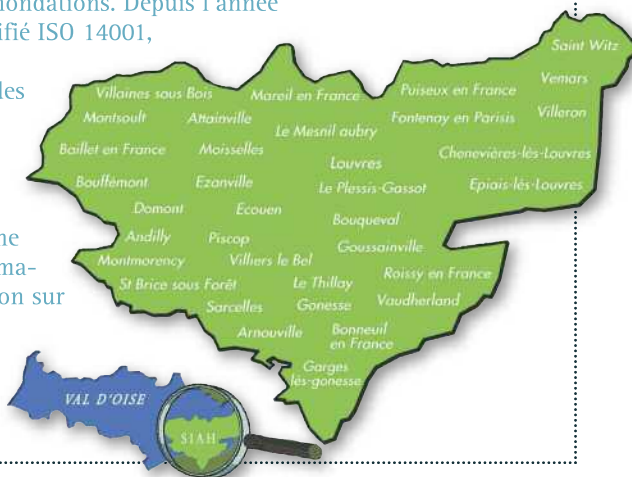 ondations. Depuis l'année
ifié ISO 14001,
les
ne
ma-
on sur
Saint Witz
Villaines sous Bois
Mareil en France
Puiseux en France
Vemars
Montsoult
Attainville
Le Mesnil aubry
Fontenay en Parisis
Villeron
Baillet en France
Moisselles
Louvres
Chenevières-lès-Louvres
Bouffémont
Ezanville
Le Plessis-Gassot
Epiais-lès-Louvres
Domont
Ecouen
Bouqueval
Andilly
Piscop
Goussainville
Montmorency
Villiers le Bel
Roissy en France
St Brice sous Forêt
Le Thillay
Sarcelles
Gonesse
Vaudherland
Arnouville
Bonneuil
en France
Garges
lès-gonesse
VAL D'OISE
SIAH